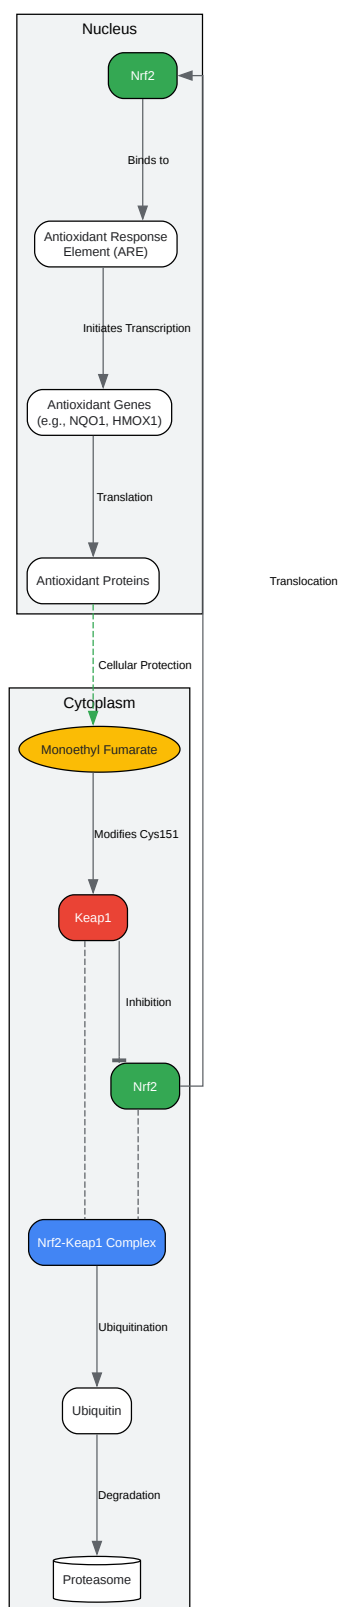 Nucleus
Nrf2
Binds to
Antioxidant Response
Element (ARE)
Initiates Transcription
Antioxidant Genes
(e.g., NQO1, HMOX1)
Translation
Antioxidant Proteins
Translocation
Cellular Protection
Cytoplasm
Monoethyl Fumarate
Modifies Cys151
Keap1
Inhibition
Nrf2
Nrf2-Keap1 Complex
Ubiquitination
Ubiquitin
Degradation
Proteasome